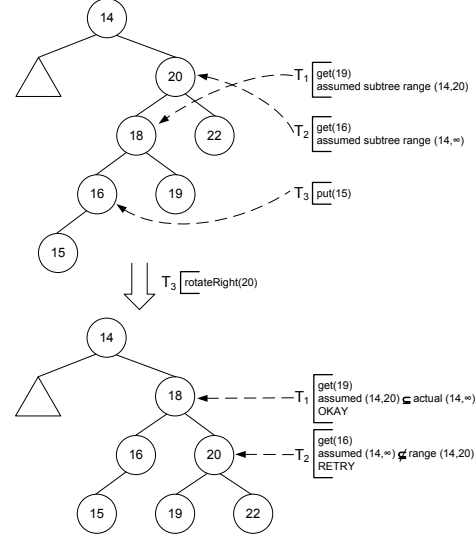 14
20
T1 get(19)
assumed subtree range (14,20)
18
22
T2 get(16)
assumed subtree range (14,∞)
16
19
T3 put(15)
15
T3 rotateRight(20)
14
18
T1 get(19)
assumed (14,20) ⊆ actual (14,∞)
OKAY
16
20
T2 get(16)
assumed (14,∞) ⊈ range (14,20)
RETRY
15
19
22